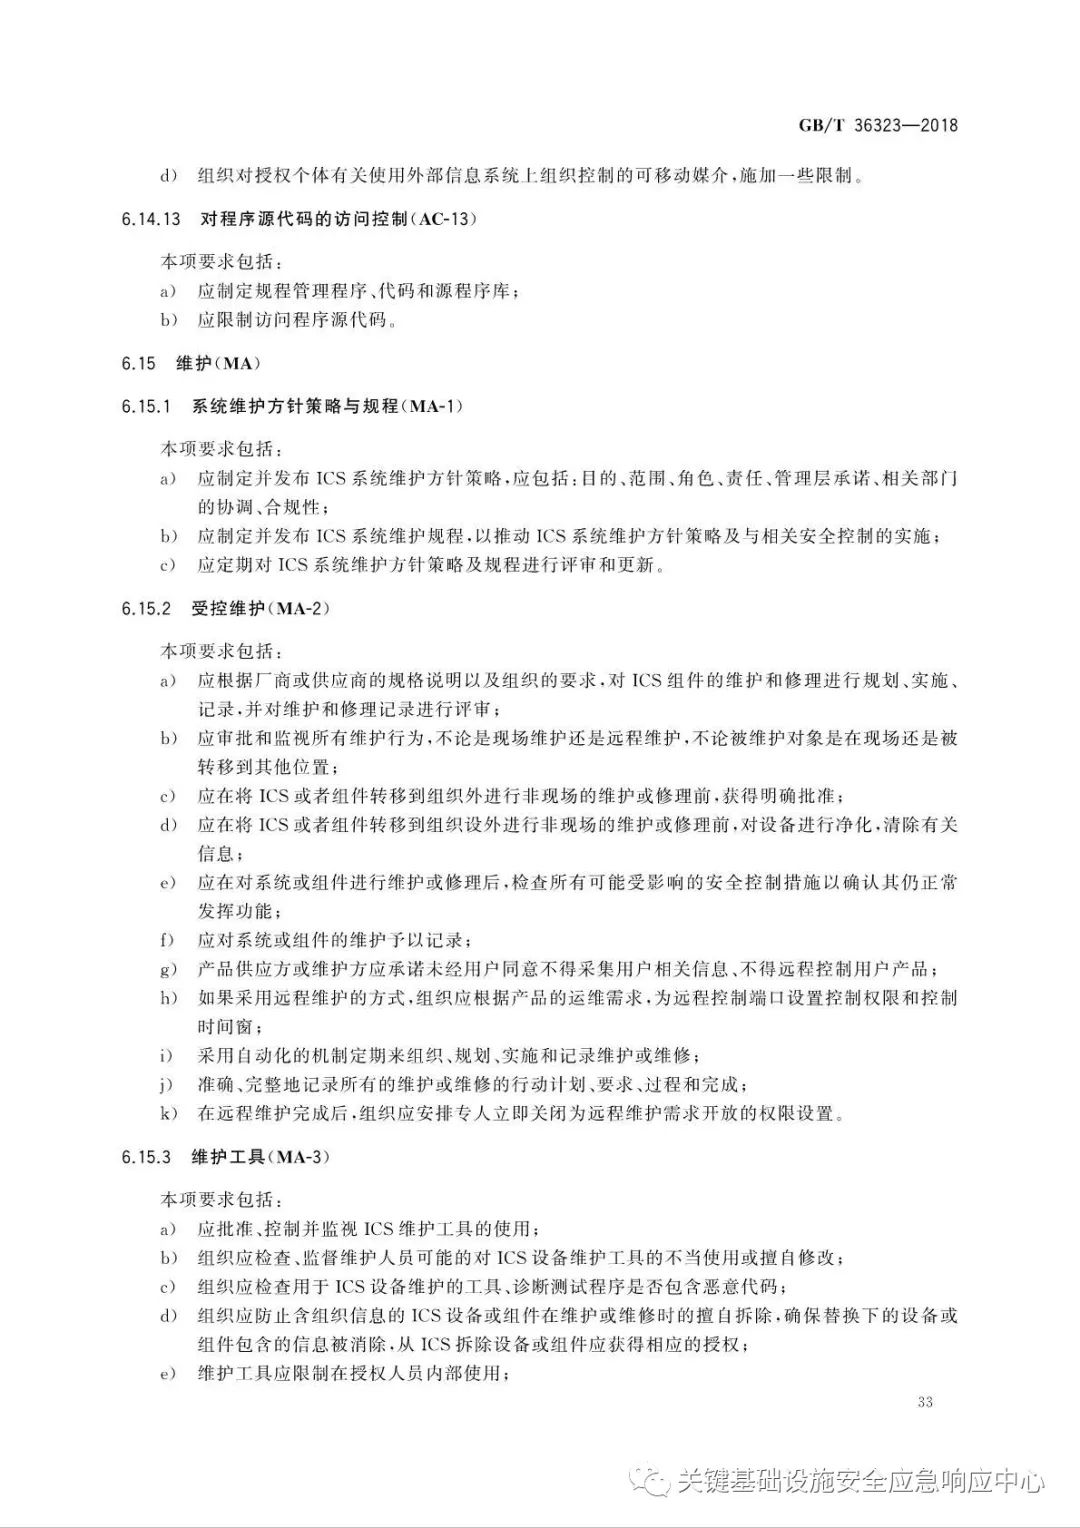 GB/T 36323—2018
d) 组织对授权个体有关使用外部信息系统上组织控制的可移动媒介,施加一些限制。
6.14.13 对程序源代码的访问控制(AC-13)
本项要求包括:
a) 应制定规程管理程序、代码和源程序库;
b) 应限制访问程序源代码。
6.15 维护(MA)
6.15.1 系统维护方针策略与规程(MA-1)
本项要求包括:
a) 应制定并发布 ICS 系统维护方针策略,应包括:目的、范围、角色、责任、管理层承诺、相关部门
的协调、合规性;
b) 应制定并发布 ICS 系统维护规程,以推动 ICS 系统维护方针策略及与相关安全控制的实施;
c) 应定期对 ICS 系统维护方针策略及规程进行评审和更新。
6.15.2 受控维护(MA-2)
本项要求包括:
a) 应根据厂商或供应商的规格说明以及组织的要求,对 ICS 组件的维护和修理进行规划、实施、
记录,并对维护和修理记录进行评审;
b) 应审批和监视所有维护行为,不论是现场维护还是远程维护,不论被维护对象是在现场还是被
转移到其他位置;
c) 应在将 ICS 或者组件转移到组织外进行非现场的维护或修理前,获得明确批准;
d) 应在将 ICS 或者组件转移到组织设外进行非现场的维护或修理前,对设备进行净化,清除有关
信息;
e) 应在对系统或组件进行维护或修理后,检查所有可能受影响的安全控制措施以确认其仍正常
发挥功能;
f) 应对系统或组件的维护予以记录;
g) 产品供应方或维护方应承诺未经用户同意不得采集用户相关信息、不得远程控制用户产品;
h) 如果采用远程维护的方式,组织应根据产品的运维需求,为远程控制端口设置控制权限和控制
时间窗;
i) 采用自动化的机制定期来组织、规划、实施和记录维护或维修;
j) 准确、完整地记录所有的维护或维修的行动计划、要求、过程和完成;
k) 在远程维护完成后,组织应安排专人立即关闭为远程维护需求开放的权限设置。
6.15.3 维护工具(MA-3)
本项要求包括:
a) 应批准、控制并监视 ICS 维护工具的使用;
b) 组织应检查、监督维护人员可能的对 ICS 设备维护工具的不当使用或擅自修改;
c) 组织应检查用于 ICS 设备维护的工具、诊断测试程序是否包含恶意代码;
d) 组织应防止含组织信息的 ICS 设备或组件在维护或维修时的擅自拆除,确保替换下的设备或
组件包含的信息被消除,从 ICS 拆除设备或组件应获得相应的授权;
e) 维护工具应限制在授权人员内部使用;
33
关键基础设施安全应急响应中心